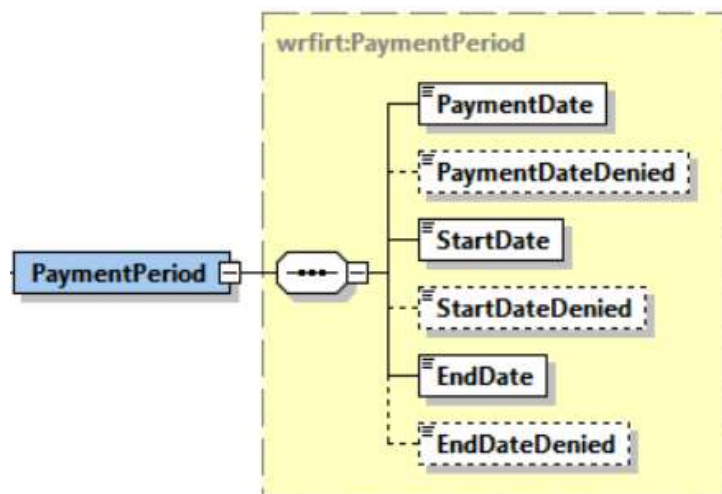 wrfirt:PaymentPeriod
PaymentDate
PaymentDateDenied
StartDate
PaymentPeriod
StartDateDenied
EndDate
EndDateDenied